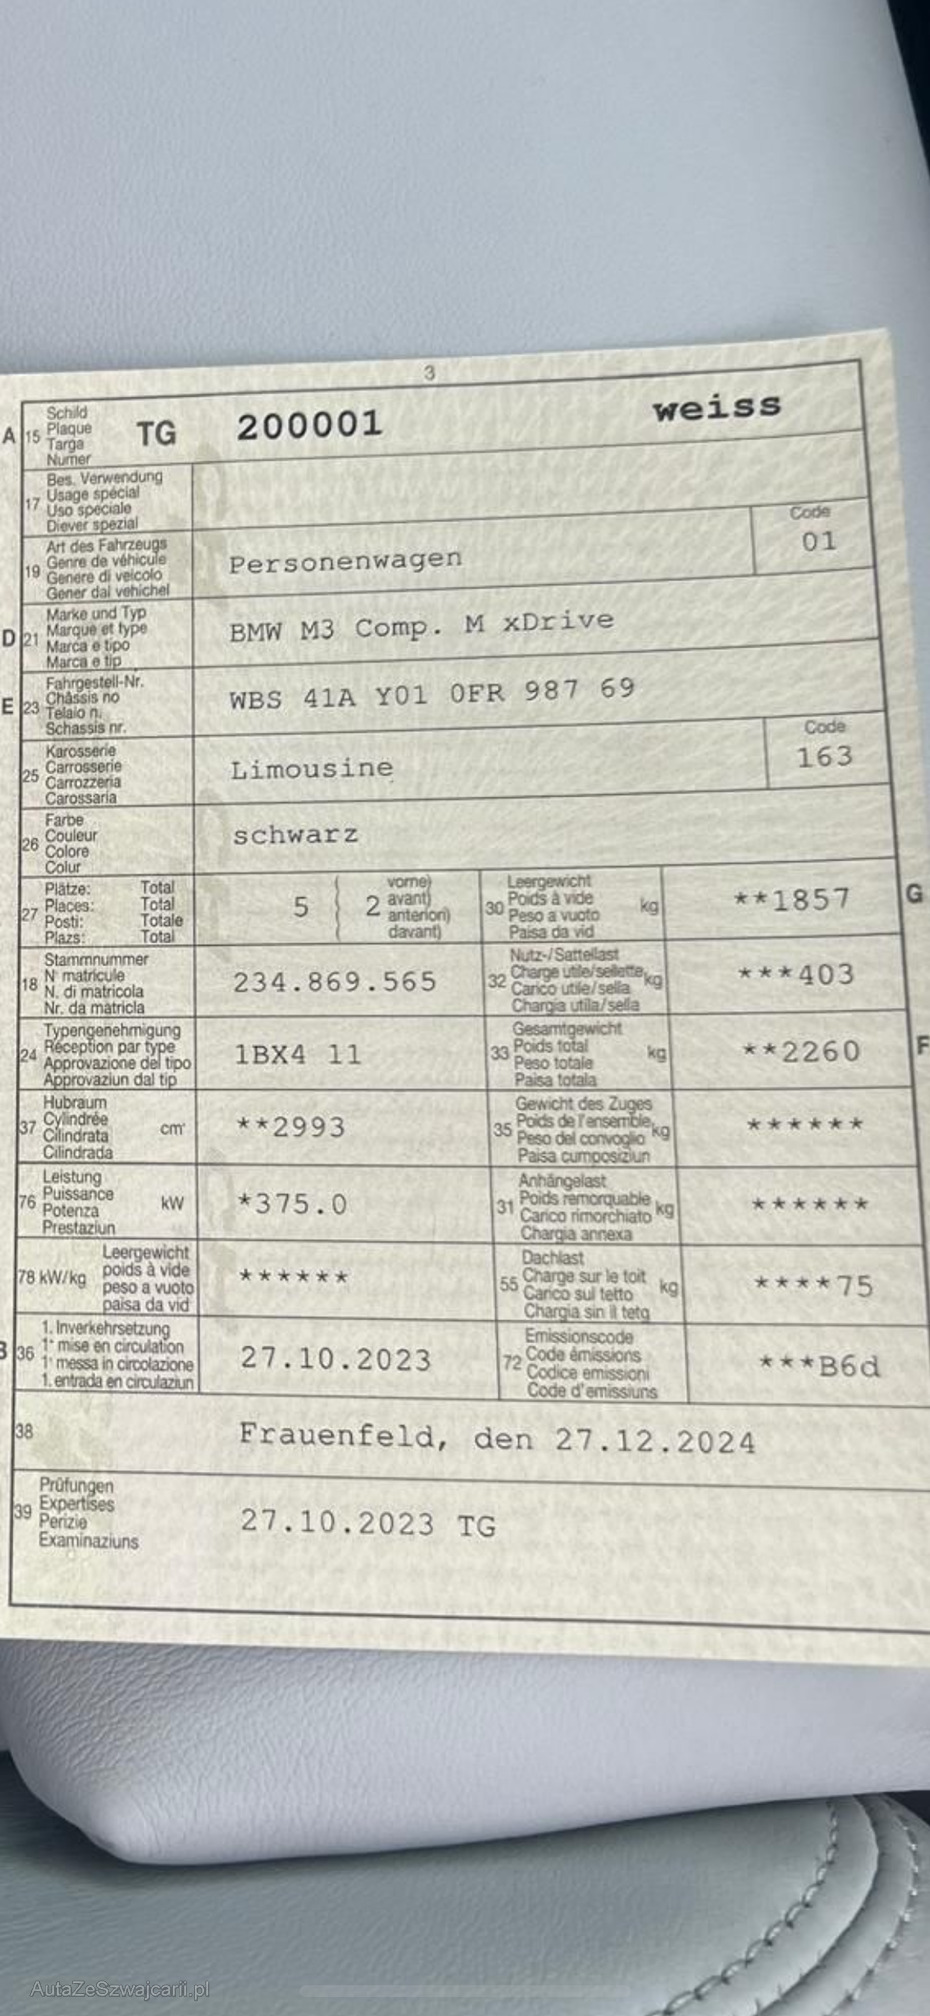 3
A 15 Schild TG 200001 weiss
Plaque
Targa
Numer
17 Bes. Verwendung
Usage spécial
Uso speciale
Diever spezial
19 Art des Fahrzeugs Personenwagen Code 01
Genre de véhicule
Genere di veicolo
Gener dal vehichel
D 21 Marke und Typ BMW M3 Comp. M xDrive
Marque et type
Marca e tipo
Marca e tip
E 23 Fahrgestell-Nr. WBS 41A Y01 0FR 987 69
Châssis no
Telaio n.
Schassis nr.
25 Karosserie Limousine Code 163
Carrosserie
Carrozzeria
Carossaria
26 Farbe schwarz
Couleur
Colore
Colur
27 Plätze: Total 5 2 vorne)
Places: Total avant)
Posti: Totale anteriori)
Plazs: Total davant)
30 Leergewicht kg **1857 G
Poids à vide
Peso a vuoto
Paisa da vid
18 Stammnummer 234.869.565
N° matricule
N. di matricola
Nr. da matricla
32 Nutz-/Sattellast kg ***403
Charge utile/sellette
Carico utile/sella
Chargia utila/sella
24 Typengenehmigung 1BX4 11
Réception par type
Approvazione del tipo
Approvaziun dal tip
33 Gesamtgewicht kg **2260 F
Poids total
Peso totale
Paisa totala
37 Hubraum cm³ **2993
Cylindrée
Cilindrata
Cilindrada
35 Gewicht des Zuges kg ******
Poids de l'ensemble
Peso del convoglio
Paisa cumposiziun
76 Leistung kW *375.0
Puissance
Potenza
Prestaziun
31 Anhängelast kg ******
Poids remorquable
Carico rimorchiato
Chargia annexa
78 kW/kg Leergewicht ******
poids à vide
peso a vuoto
paisa da vid
55 Dachlast kg ****75
Charge sur le toit
Carico sul tetto
Chargia sin il tetg
B 36 1. Inverkehrsetzung 27.10.2023
1° mise en circulation
1° messa in circolazione
1. entrada en circulaziun
72 Emissionscode ***B6d
Code émissions
Codice emissioni
Code d'emissiuns
38 Frauenfeld, den 27.12.2024
39 Prüfungen 27.10.2023 TG
Expertises
Perizie
Examinaziuns
AutaZeSzwajcarii.pl